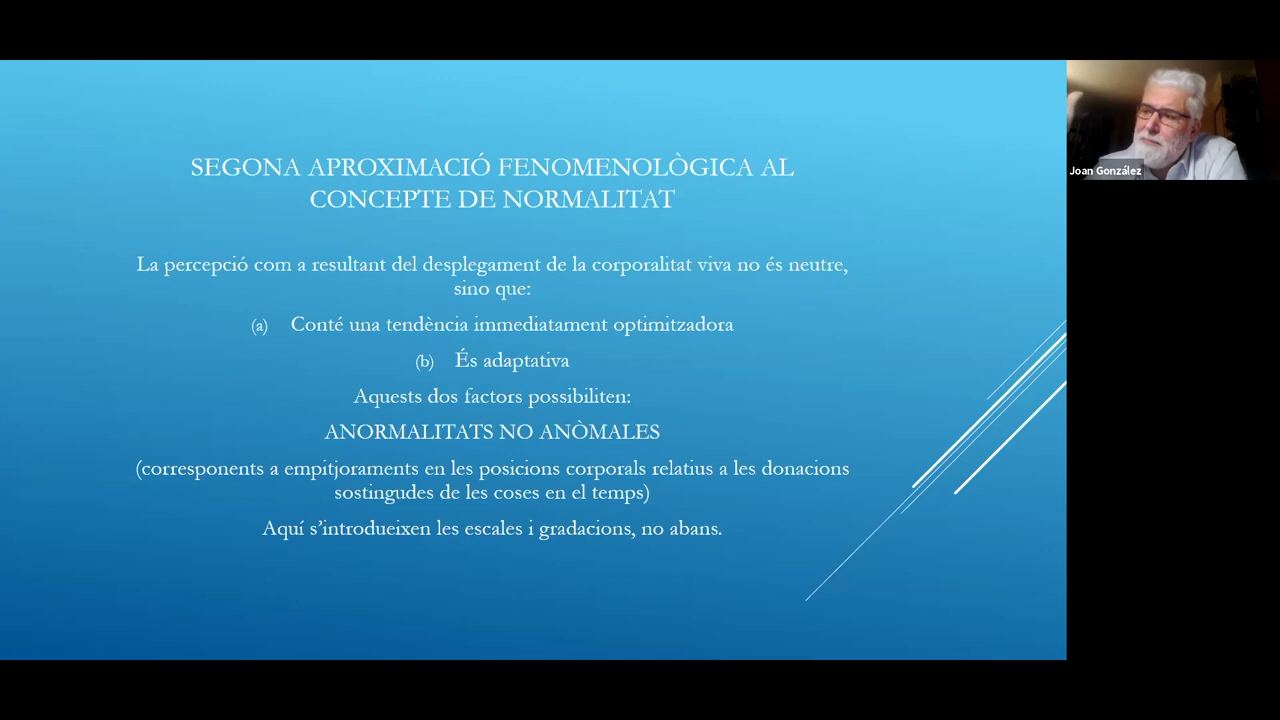 SEGONA APROXIMACIÓ FENOMENOLÒGICA AL
CONCEPTE DE NORMALITAT
La percepció com a resultant del desplegament de la corporalitat viva no és neutre,
sino que:
(a) Conté una tendència immediatament optimitzadora
(b) És adaptativa
Aquests dos factors possibiliten:
ANORMALITATS NO ANÒMALES
(corresponents a empitjoraments en les posicions corporals relatius a les donacions
sostingudes de les coses en el temps)
Aquí s’introdueixen les escales i gradacions, no abans.
Joan González